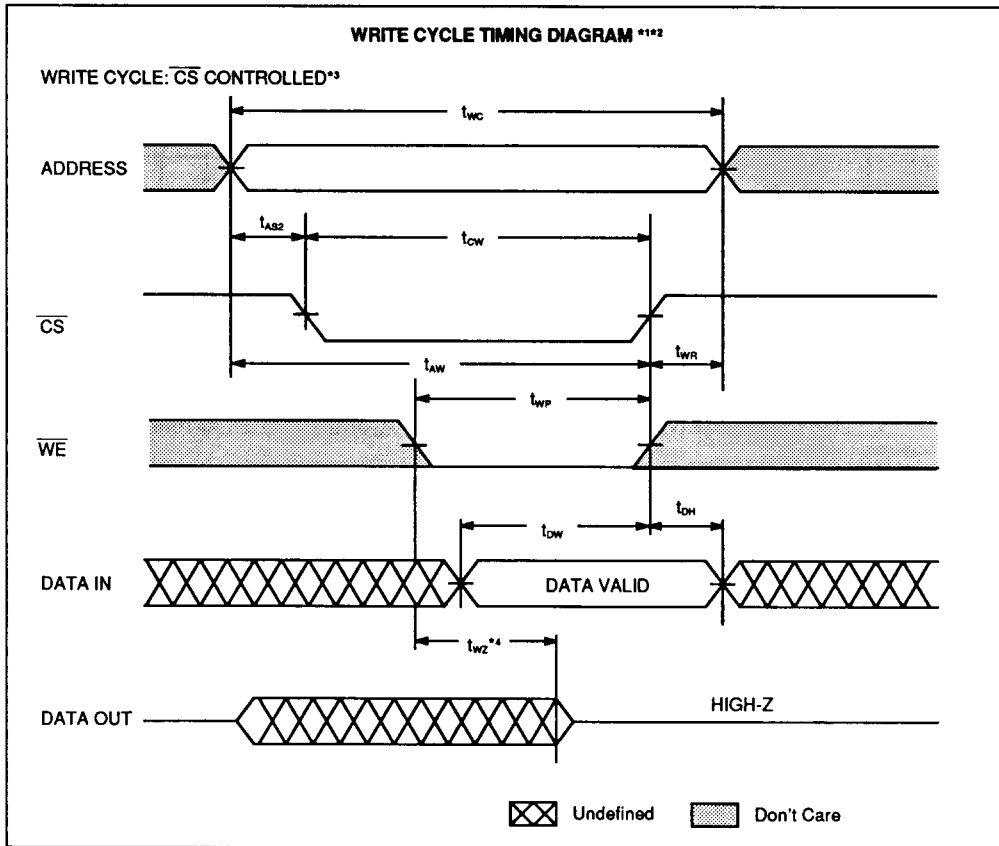 WRITE CYCLE TIMING DIAGRAM *1*2
WRITE CYCLE: CS CONTROLLED*3
tWC
ADDRESS
tAS2
tCW
CS
tAW
tWR
tWP
WE
tDW
tDH
DATA IN
DATA VALID
tWZ*4
DATA OUT
HIGH-Z
Undefined
Don't Care